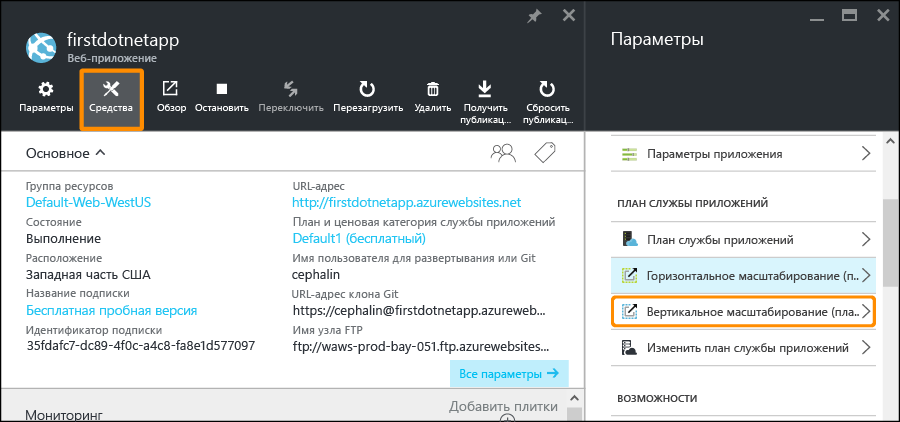 firstdotnetapp
Веб-приложение
Параметры
Средства
Обзор
Остановить
Переключить
Перезагрузить
Удалить
Получить
публикац...
Сбросить
публикац...
Основное
Группа ресурсов
Default-Web-WestUS
Состояние
Выполнение
Расположение
Западная часть США
Название подписки
Бесплатная пробная версия
Идентификатор подписки
35fdafc7-dc89-4f0c-a4c8-fa8e1d577097
URL-адрес
http://firstdotnetapp.azurewebsites.net
План и ценовая категория службы приложений
Default1 (бесплатный)
Имя пользователя для развертывания или Git
cephalin
URL-адрес клона Git
https://cephalin@firstdotnetapp.azureweb...
Имя узла FTP
ftp://waws-prod-bay-051.ftp.azurewebsites...
Все параметры →
Мониторинг
Добавить плитки
Параметры
Параметры приложения
ПЛАН СЛУЖБЫ ПРИЛОЖЕНИЙ
План службы приложений
Горизонтальное масштабирование (п..
Вертикальное масштабирование (пла..
Изменить план службы приложений
ВОЗМОЖНОСТИ